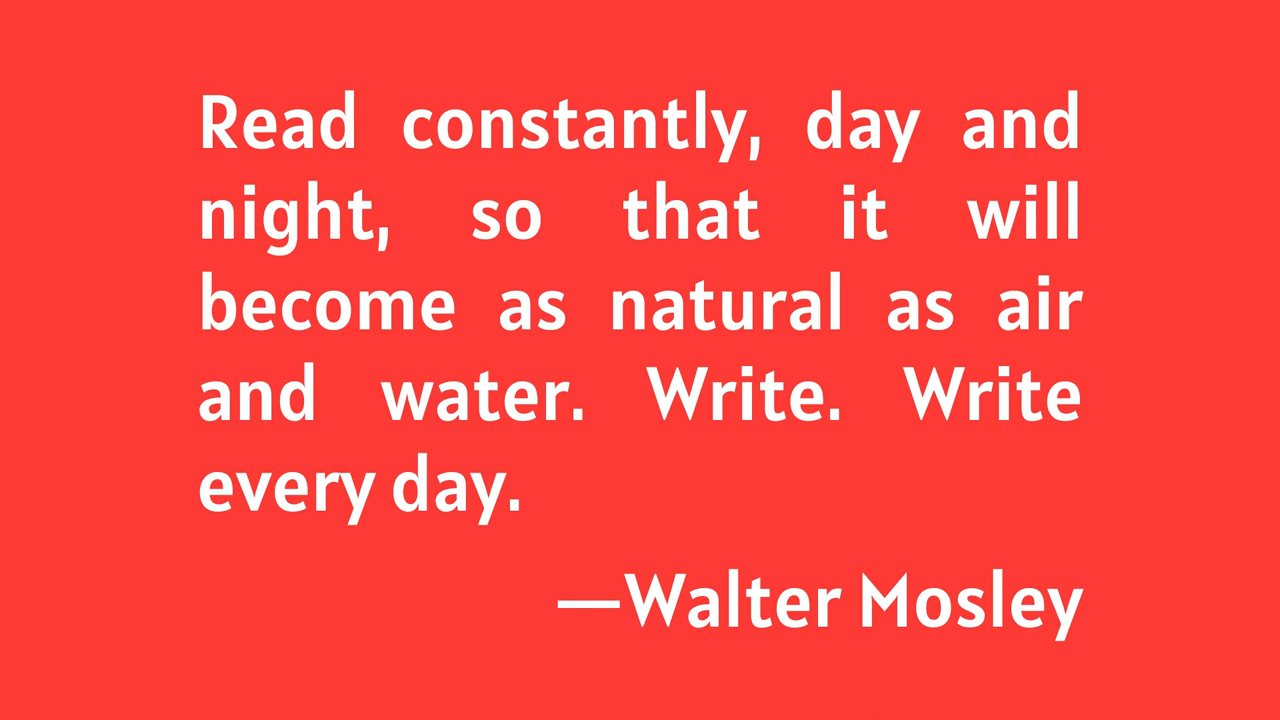 Read constantly, day and
night, so that it will
become as natural as air
and water. Write. Write
every day.
—Walter Mosley